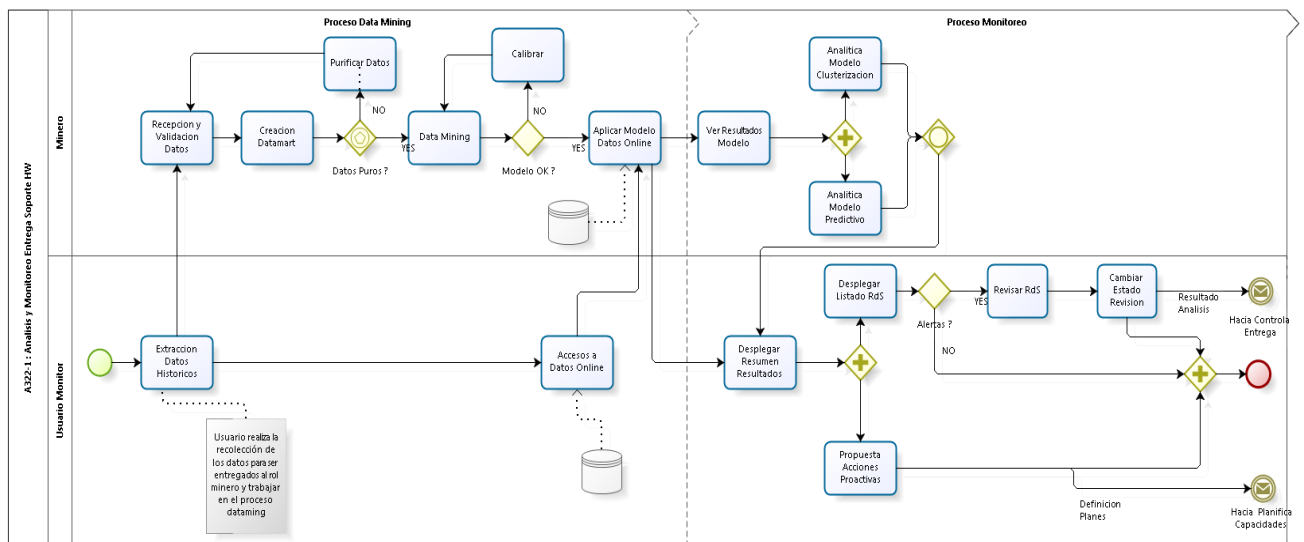 A322-1 : Analisis y Monitoreo Entrega Soporte HW
Minero
Usuario Monitor
Proceso Data Mining
Proceso Monitoreo
Purificar Datos
Calibrar
NO
NO
Recepcion y
Validacion
Datos
Creacion
Datamart
Datos Puros ?
YES
Data Mining
Modelo OK ?
YES
Aplicar Modelo
Datos Online
Ver Resultados
Modelo
Analitica
Modelo
Clusterizacion
Analitica
Modelo
Predictivo
Extraccion
Datos
Historicos
Usuario realiza la
recolección de
los datos para ser
entregados al rol
minero y trabajar
en el proceso
dataming
Accesos a
Datos Online
Desplegar
Resumen
Resultados
Desplegar
Listado RdS
Alertas ?
YES
NO
Revisar RdS
Cambiar
Estado
Revision
Resultado
Analisis
Hacia Controla
Entrega
Propuesta
Acciones
Proactivas
Definicion
Planes
Hacia Planifica
Capacidades